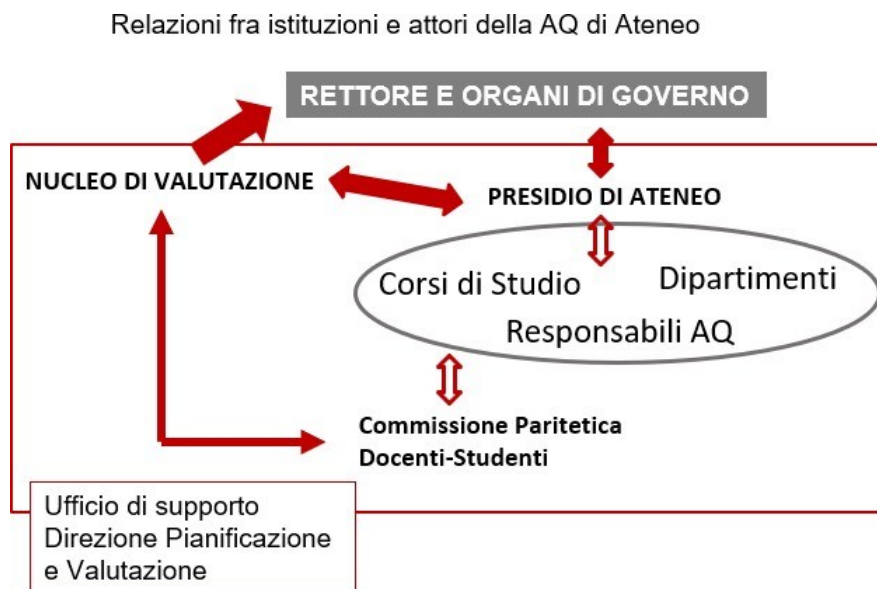 Relazioni fra istituzioni e attori della AQ di Ateneo
RETTORE E ORGANI DI GOVERNO
NUCLEO DI VALUTAZIONE
PRESIDIO DI ATENEO
Corsi di Studio
Dipartimenti
Responsabili AQ
Commissione Paritetica
Docenti-Studenti
Ufficio di supporto
Direzione Pianificazione
e Valutazione